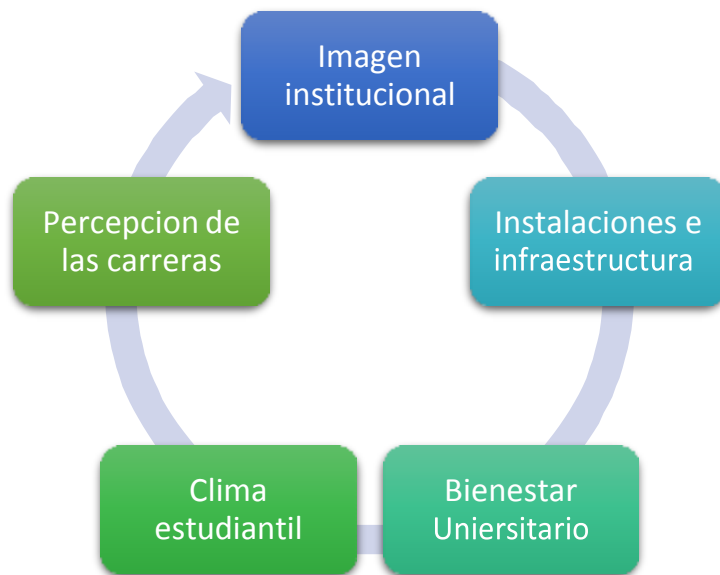 Imagen
institucional
Instalaciones e
infraestructura
Bienestar
Uniersitario
Clima
estudiantil
Percepcion de
las carreras